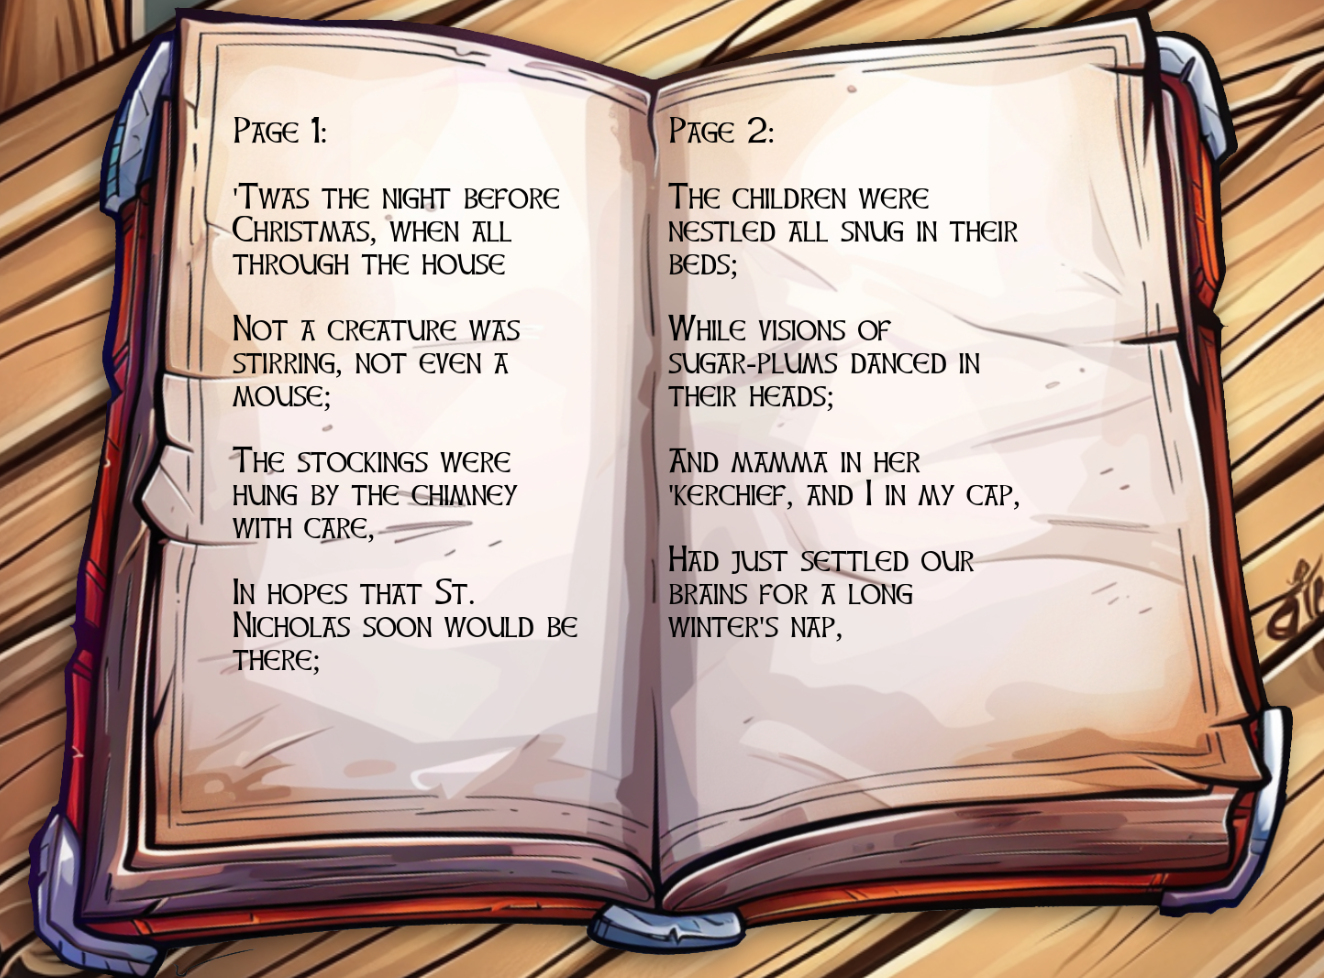 Page 1:
'Twas the night before
Christmas, when all
through the house
Not a creature was
stirring, not even a
mouse;
The stockings were
hung by the chimney
with care,
In hopes that St.
Nicholas soon would be
there;
Page 2:
The children were
nestled all snug in their
beds;
While visions of
sugar-plums danced in
their heads;
And mamma in her
'kerchief, and I in my cap,
Had just settled our
brains for a long
winter's nap,